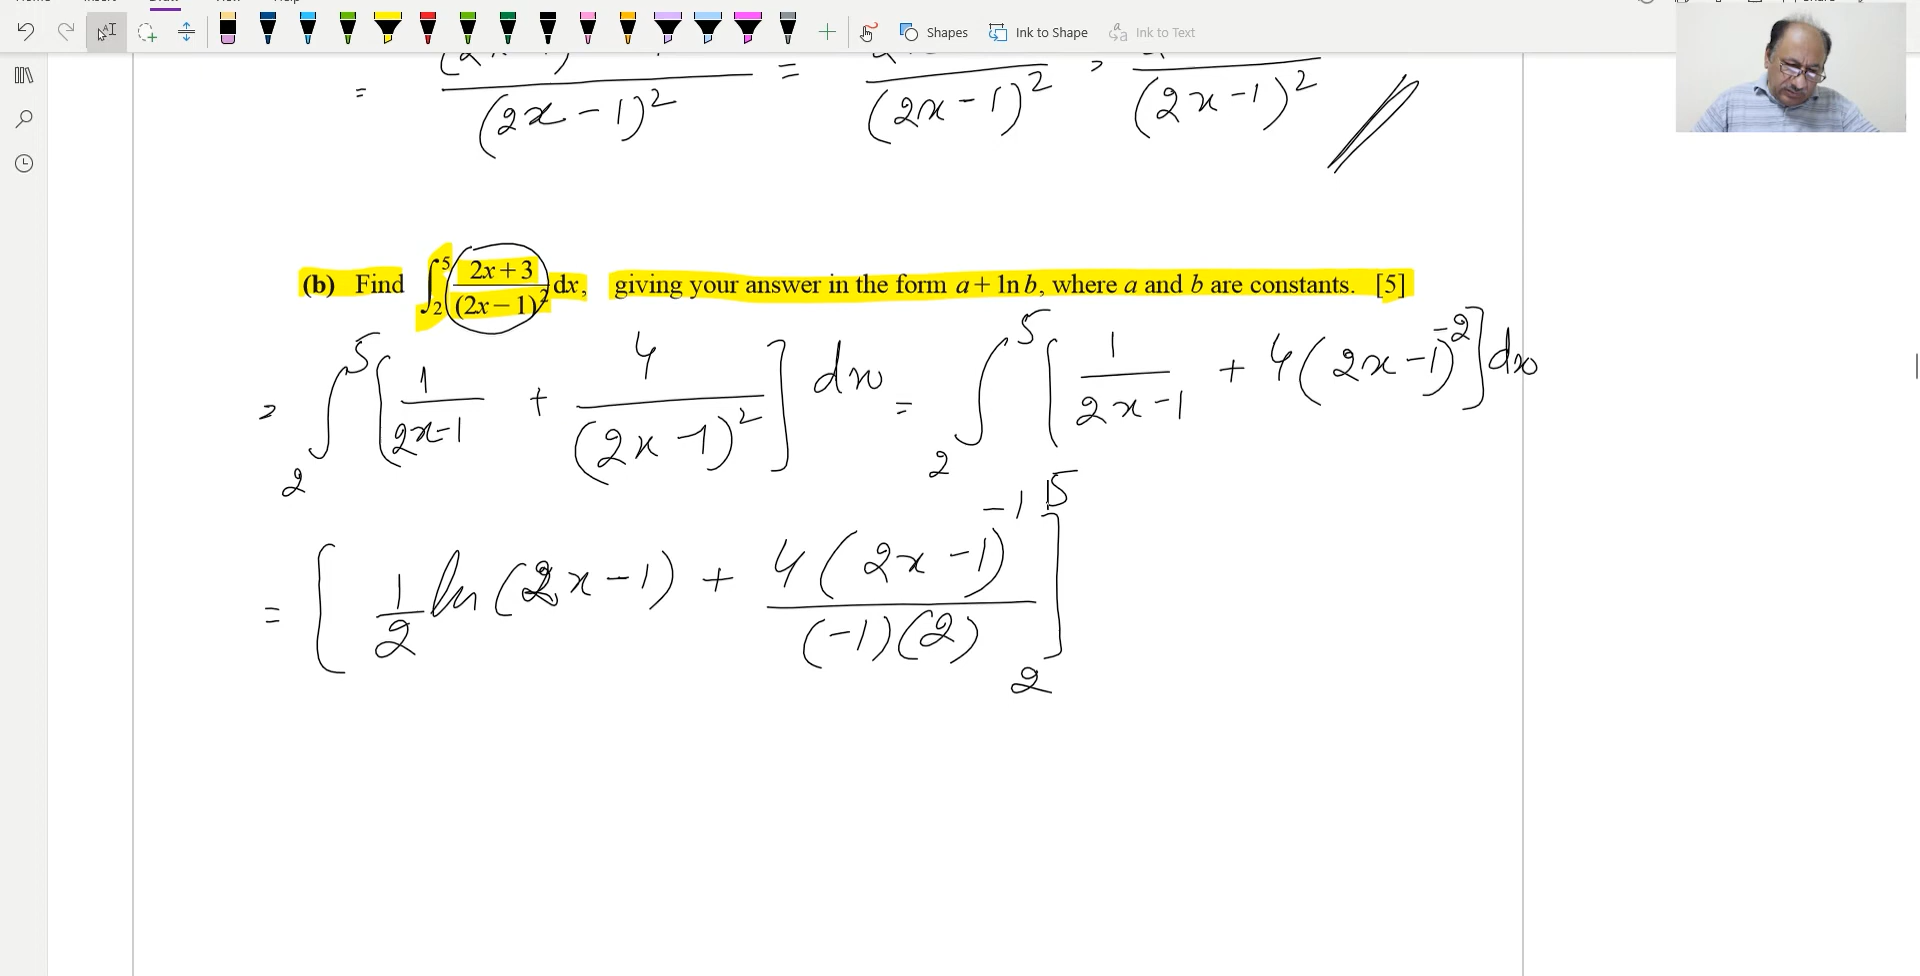 Shapes Ink to Shape Ink to Text
= (2x-1)² = (2x-1)² , (2x-1)²
(b) Find ∫₂⁵ (2x+3)/(2x−1)² dx, giving your answer in the form a + ln b, where a and b are constants. [5]
= ∫₂⁵ [1/(2x-1) + 4/(2x-1)²] dx = ∫₂⁵ [1/(2x-1) + 4(2x-1)⁻²] dx
= [1/2 ln(2x-1) + 4(2x-1)⁻¹/((-1)(2))]₂⁵